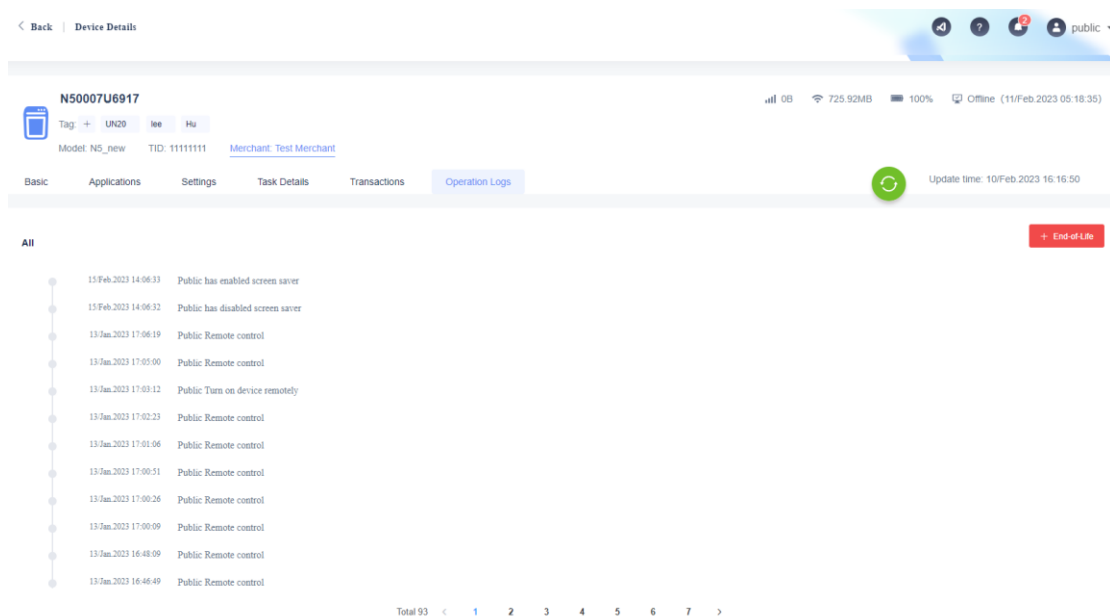 Back | Device Details
2
? public
N50007U6917
0B 725.92MB 100% Offline (11/Feb.2023 05:18:35)
Tag: + UN20 lee Hu
Model: N5_new TID: 11111111 Merchant: Test Merchant
Basic Applications Settings Task Details Transactions Operation Logs
Update time: 10/Feb.2023 16:16:50
+ End-of-Life
All
15/Feb.2023 14:06:33 Public has enabled screen saver
15/Feb.2023 14:06:32 Public has disabled screen saver
13/Jan.2023 17:06:19 Public Remote control
13/Jan.2023 17:05:00 Public Remote control
13/Jan.2023 17:03:12 Public Turn on device remotely
13/Jan.2023 17:02:23 Public Remote control
13/Jan.2023 17:01:06 Public Remote control
13/Jan.2023 17:00:51 Public Remote control
13/Jan.2023 17:00:26 Public Remote control
13/Jan.2023 17:00:09 Public Remote control
13/Jan.2023 16:48:09 Public Remote control
13/Jan.2023 16:46:49 Public Remote control
Total 93 < 1 2 3 4 5 6 7 >